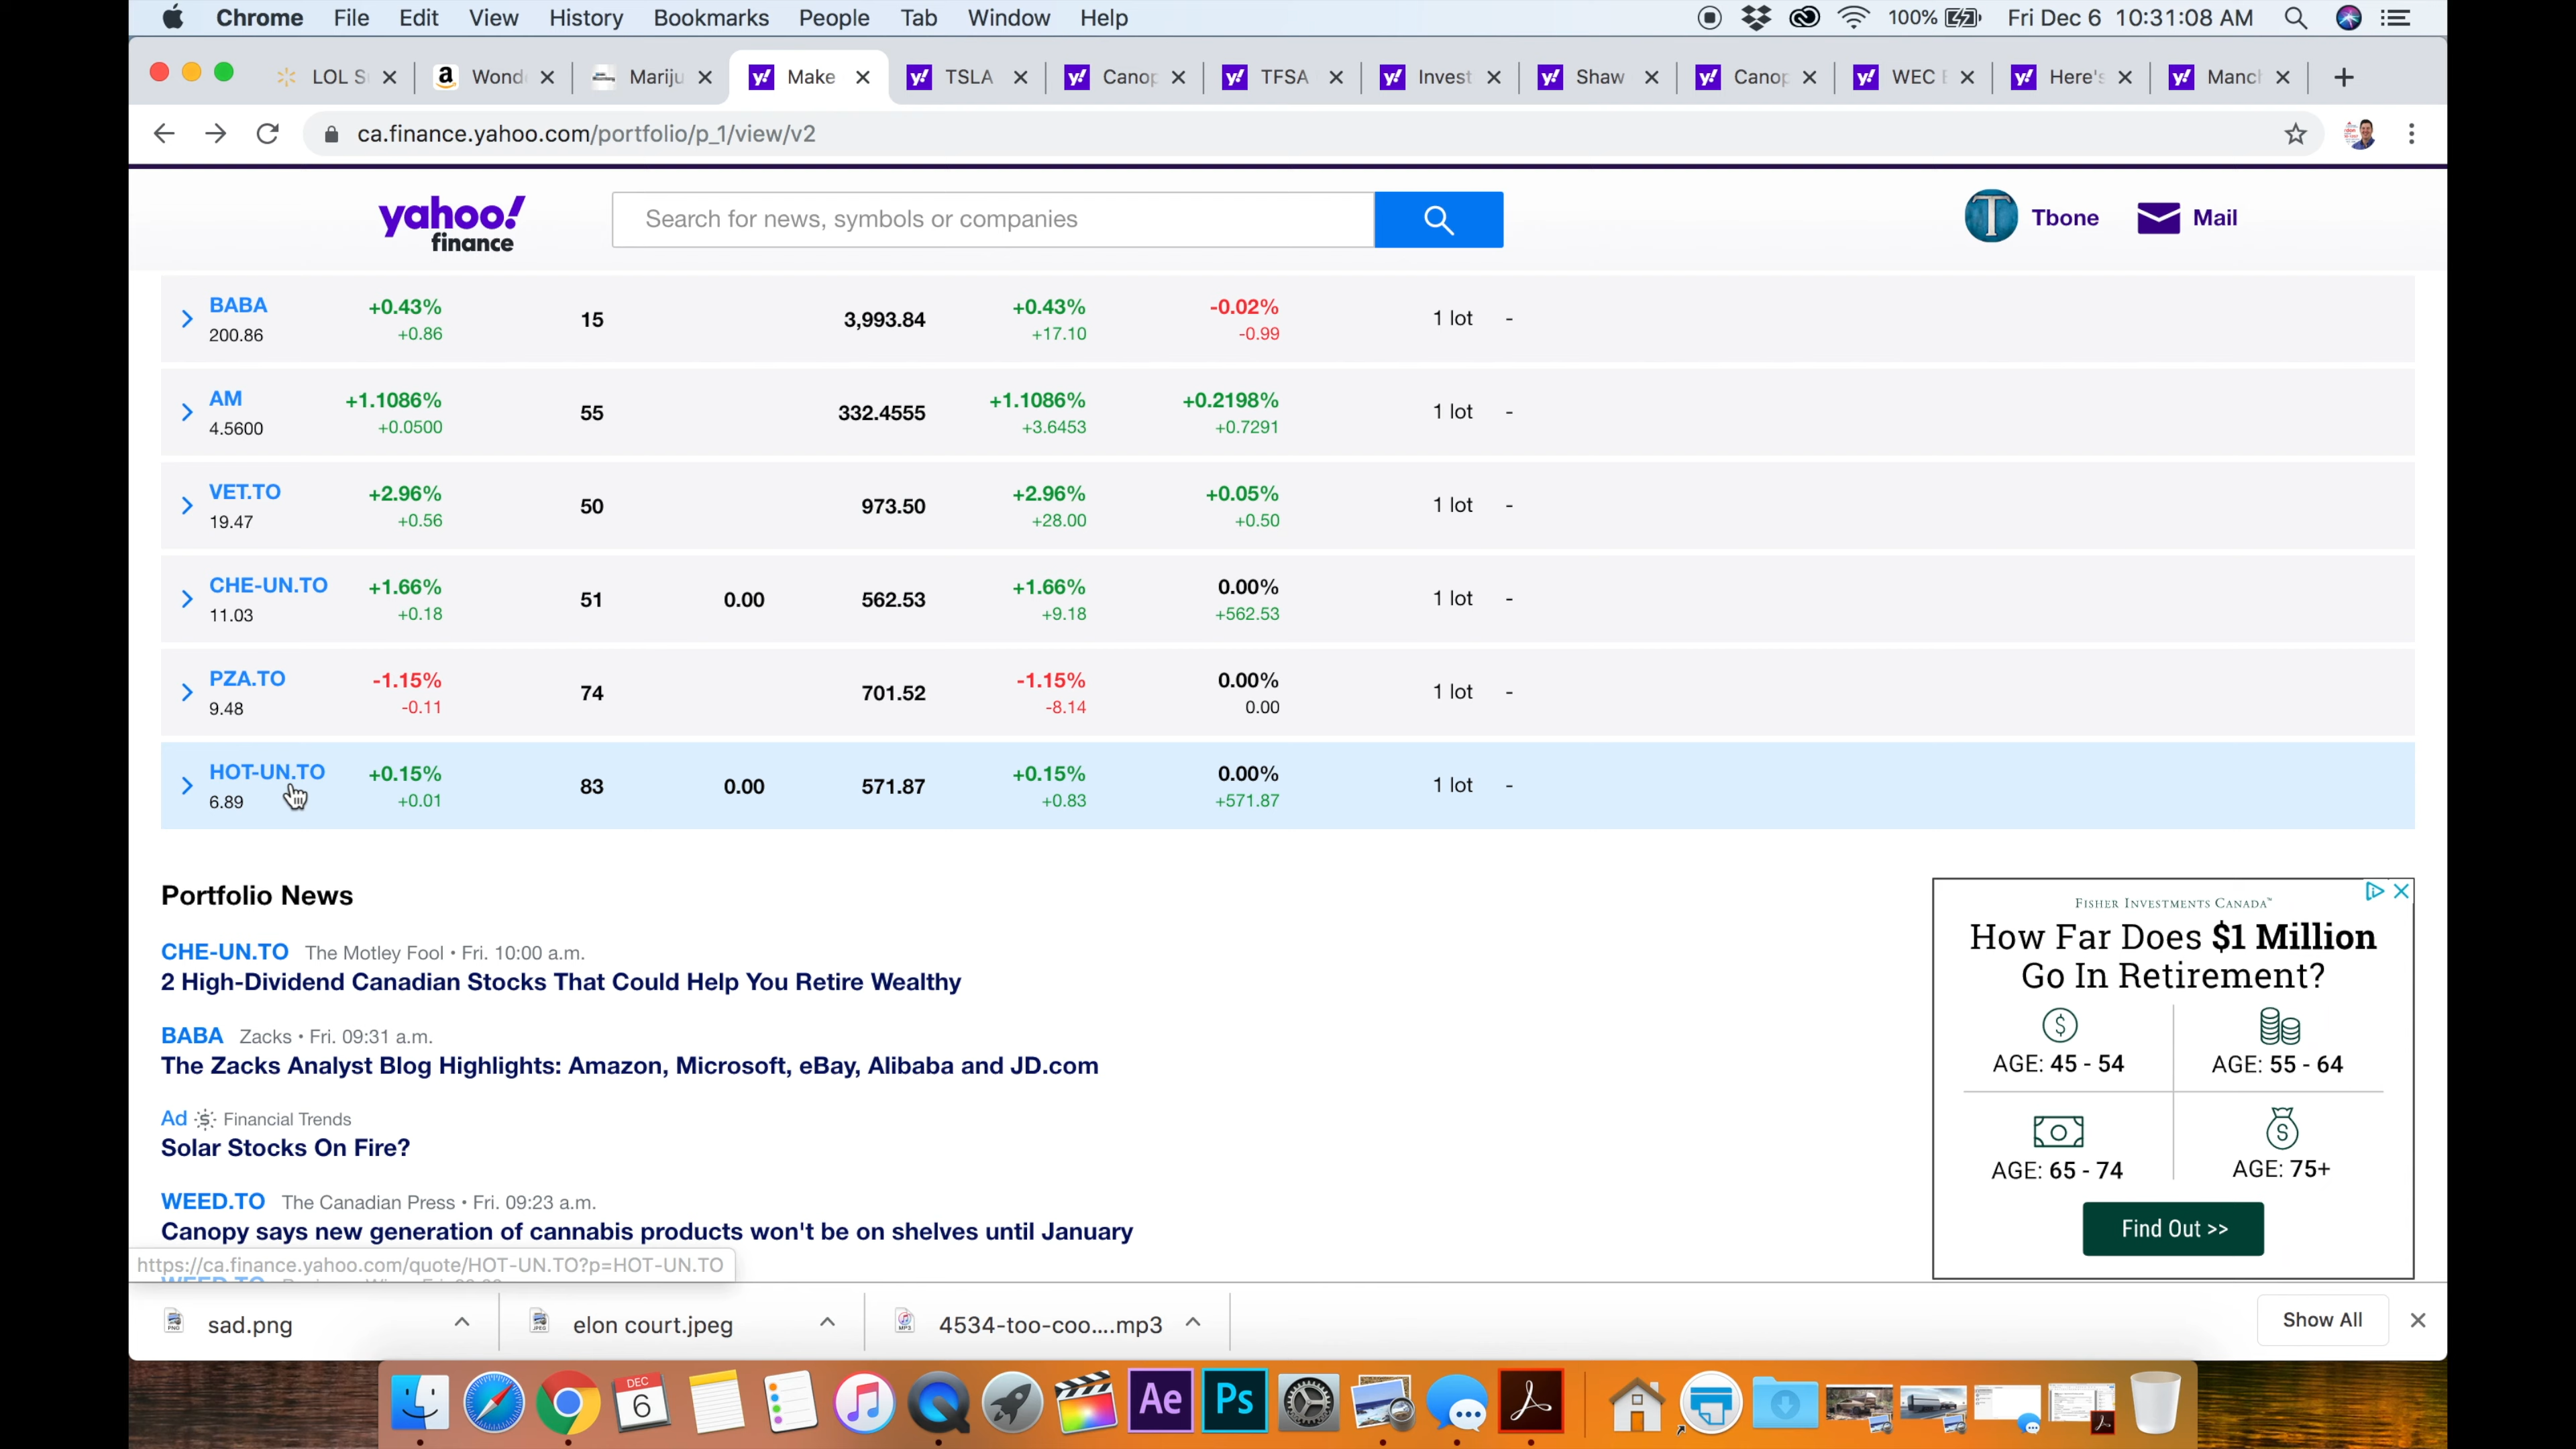 Chrome File Edit View History Bookmarks People Tab Window Help 100% Fri Dec 6 10:31:08 AM
LOL S Wond Mariju Make TSLA Canop TFSA Invest Shaw Canop WEC Here's Manch
ca.finance.yahoo.com/portfolio/p_1/view/v2
yahoo! finance
Search for news, symbols or companies
T Tbone Mail
BABA +0.43% 15 3,993.84 +0.43% -0.02% 1 lot -
200.86 +0.86 +17.10 -0.99
AM +1.1086% 55 332.4555 +1.1086% +0.2198% 1 lot -
4.5600 +0.0500 +3.6453 +0.7291
VET.TO +2.96% 50 973.50 +2.96% +0.05% 1 lot -
19.47 +0.56 +28.00 +0.50
CHE-UN.TO +1.66% 51 0.00 562.53 +1.66% 0.00% 1 lot -
11.03 +0.18 +9.18 +562.53
PZA.TO -1.15% 74 701.52 -1.15% 0.00% 1 lot -
9.48 -0.11 -8.14 0.00
HOT-UN.TO +0.15% 83 0.00 571.87 +0.15% 0.00% 1 lot -
6.89 +0.01 +0.83 +571.87
Portfolio News
CHE-UN.TO The Motley Fool • Fri. 10:00 a.m.
2 High-Dividend Canadian Stocks That Could Help You Retire Wealthy
BABA Zacks • Fri. 09:31 a.m.
The Zacks Analyst Blog Highlights: Amazon, Microsoft, eBay, Alibaba and JD.com
Ad Financial Trends
Solar Stocks On Fire?
WEED.TO The Canadian Press • Fri. 09:23 a.m.
Canopy says new generation of cannabis products won't be on shelves until January
https://ca.finance.yahoo.com/quote/HOT-UN.TO?p=HOT-UN.TO
WEED.TO
FISHER INVESTMENTS CANADA™
How Far Does $1 Million
Go In Retirement?
AGE: 45 - 54 AGE: 55 - 64
AGE: 65 - 74 AGE: 75+
Find Out >>
sad.png elon court.jpeg 4534-too-coo....mp3 Show All
DEC
6
Ae Ps